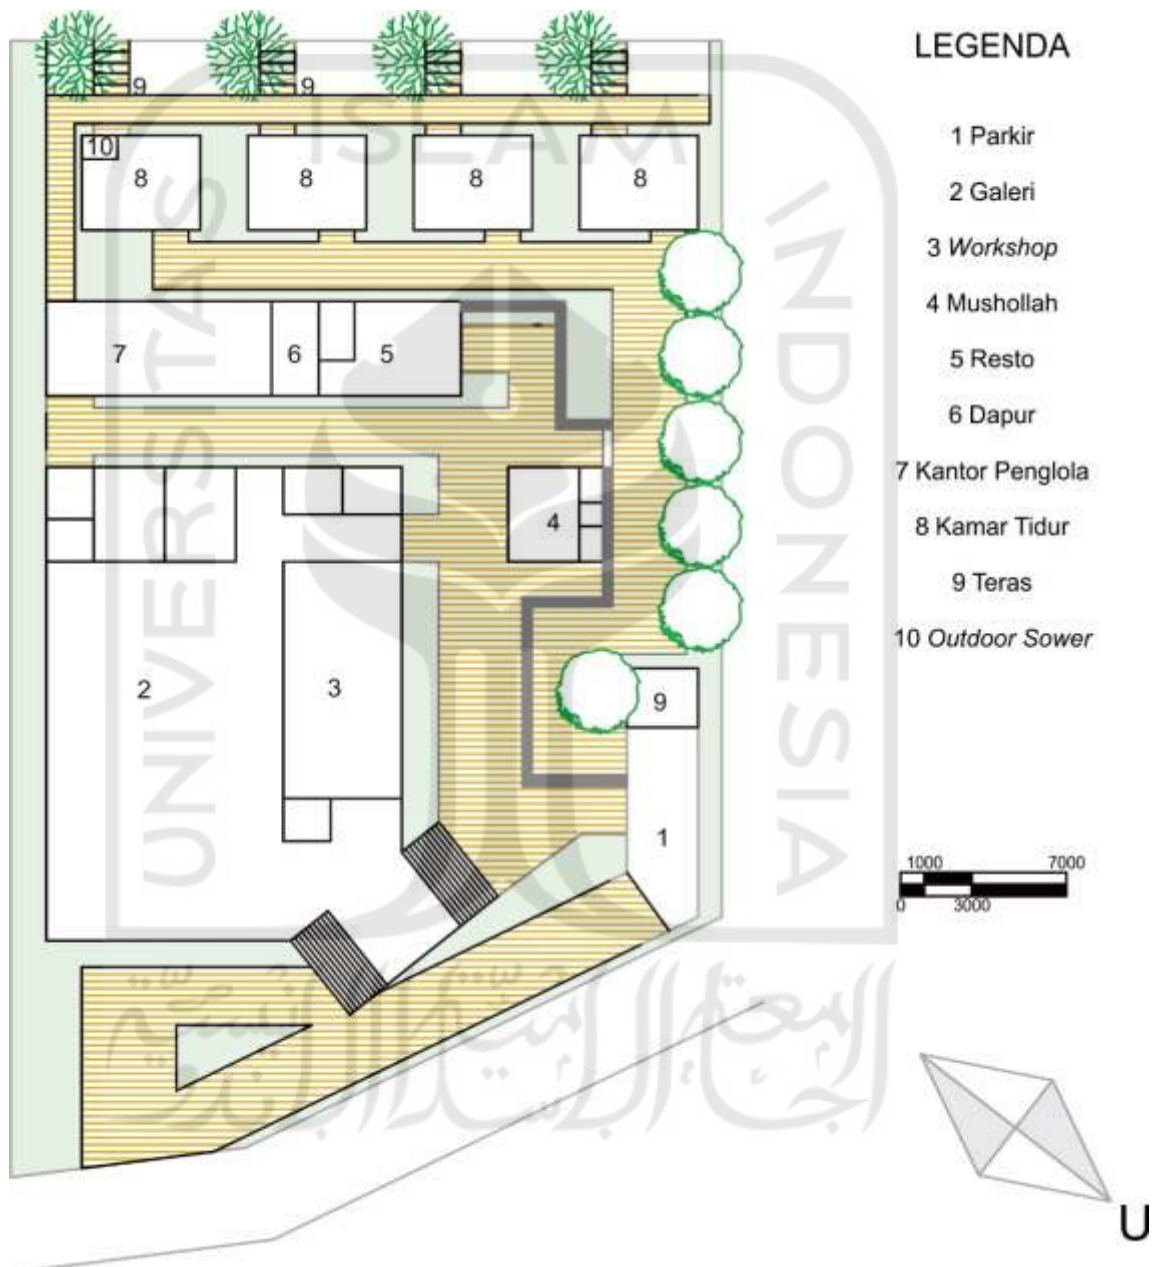 LEGENDA
1 Parkir
2 Galeri
3 Workshop
4 Mushollah
5 Resto
6 Dapur
7 Kantor Penglola
8 Kamar Tidur
9 Teras
10 Outdoor Sower
9
9
10
8
8
8
8
7
6
5
4
2
3
9
1
1000 7000
0 3000
U
UNIVERSITAS
ISLAM
INDONESIA